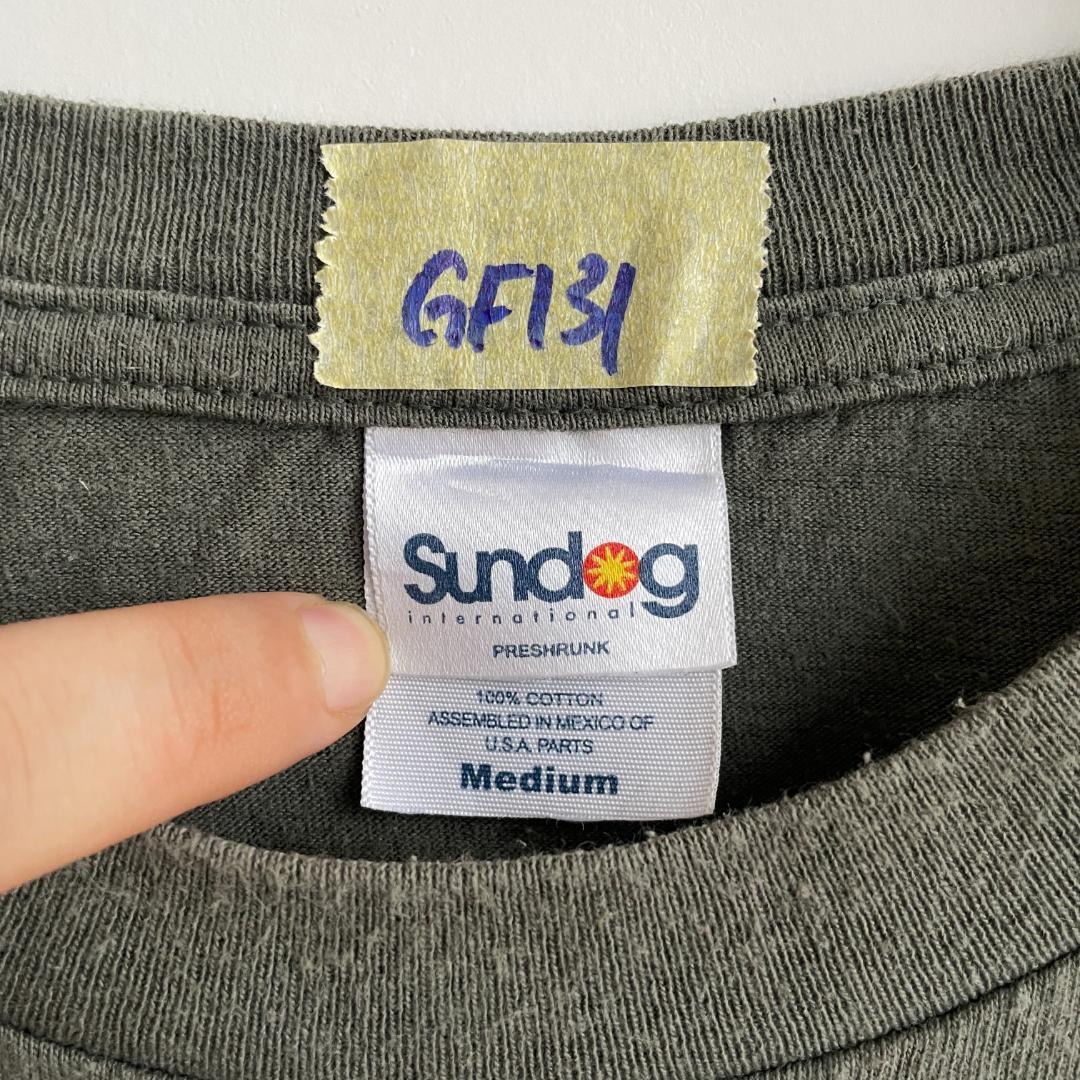 GF131
Sundog
international
PRESHRUNK
100% COTTON
ASSEMBLED IN MEXICO OF
U.S.A. PARTS
Medium